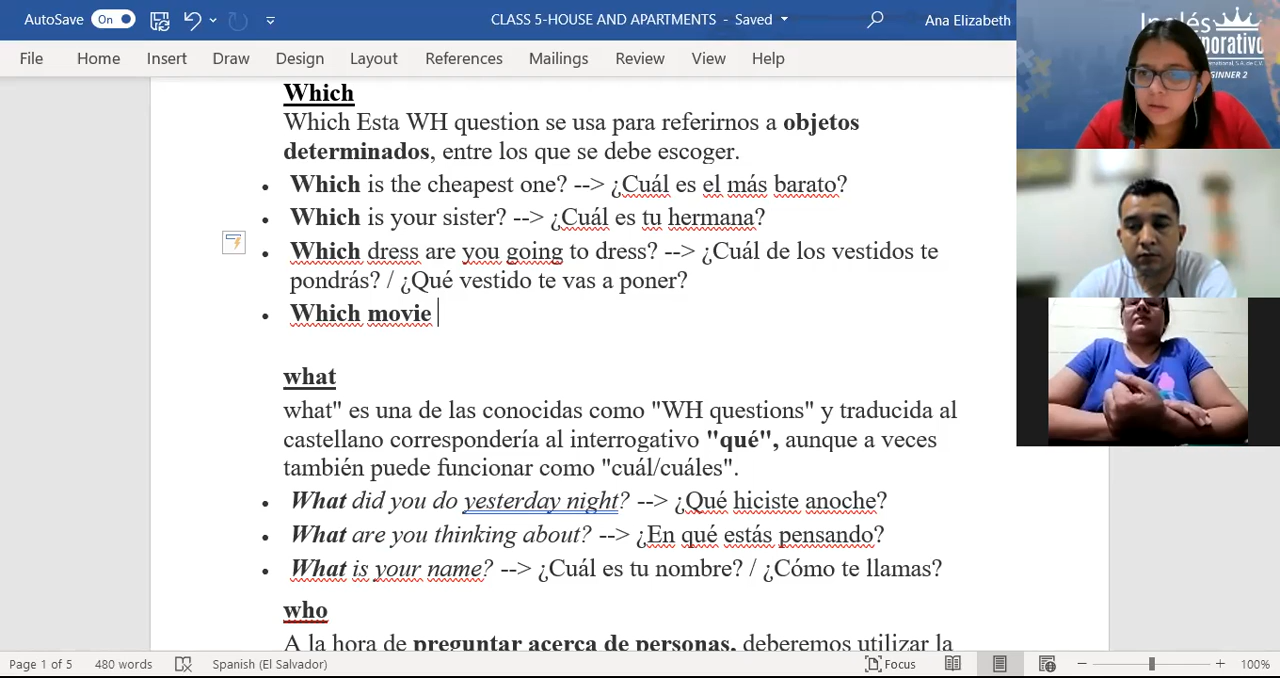 AutoSave On CLASS 5-HOUSE AND APARTMENTS - Saved Ana Elizabeth
File Home Insert Draw Design Layout References Mailings Review View Help
Inglés
GINNER 2
Which
Which Esta WH question se usa para referirnos a objetos
determinados, entre los que se debe escoger.
• Which is the cheapest one? --> ¿Cuál es el más barato?
• Which is your sister? --> ¿Cuál es tu hermana?
• Which dress are you going to dress? --> ¿Cuál de los vestidos te
pondrás? / ¿Qué vestido te vas a poner?
• Which movie
what
what" es una de las conocidas como "WH questions" y traducida al
castellano correspondería al interrogativo "qué", aunque a veces
también puede funcionar como "cuál/cuáles".
• What did you do yesterday night? --> ¿Qué hiciste anoche?
• What are you thinking about? --> ¿En qué estás pensando?
• What is your name? --> ¿Cuál es tu nombre? / ¿Cómo te llamas?
who
A la hora de preguntar acerca de personas, deberemos utilizar la
Page 1 of 5 480 words Spanish (El Salvador) Focus 100%